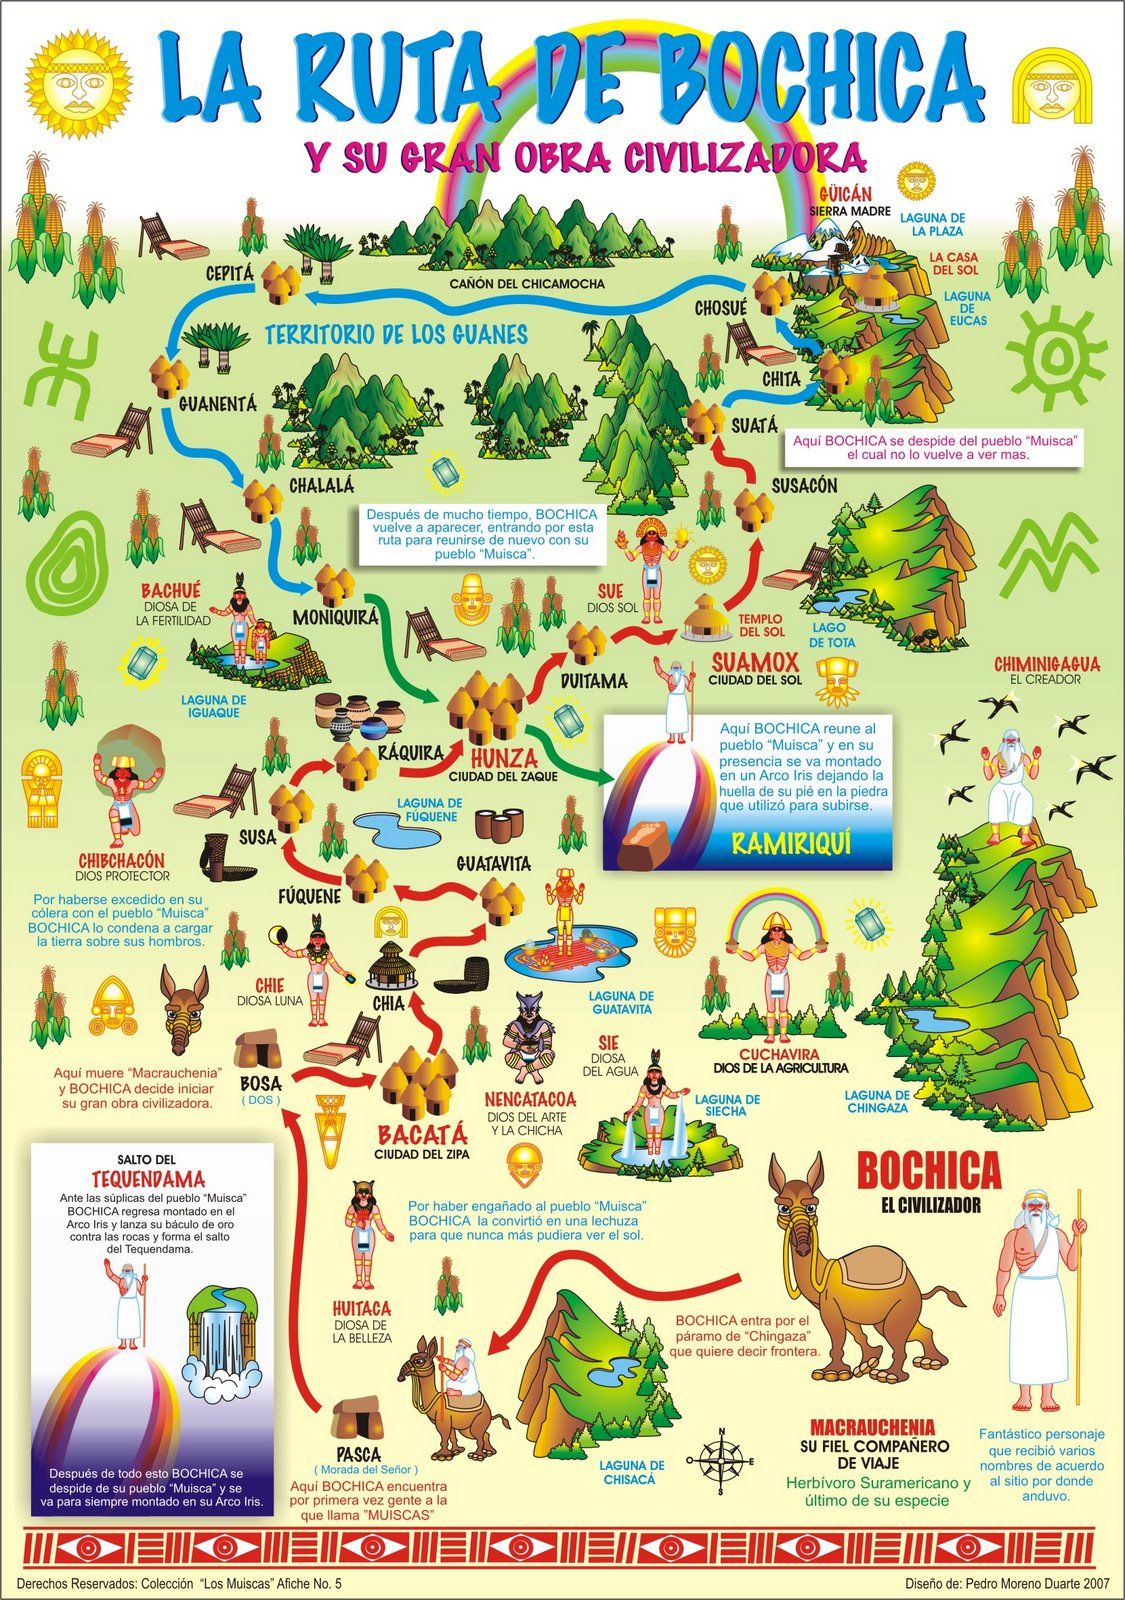 LA RUTA DE BOCHICA
Y SU GRAN OBRA CIVILIZADORA
GÜICÁN
SIERRA MADRE
LAGUNA DE
LA PLAZA
LA CASA
DEL SOL
LAGUNA
DE
EUCAS
CEPITÁ
CAÑÓN DEL CHICAMOCHA
CHOSUÉ
TERRITORIO DE LOS GUANES
CHITA
GUANENTÁ
SUATÁ
Aquí BOCHICA se despide del pueblo “Muisca”
el cual no lo vuelve a ver mas.
CHALALÁ
SUSACÓN
Después de mucho tiempo, BOCHICA
vuelve a aparecer, entrando por esta
ruta para reunirse de nuevo con su
pueblo “Muisca”.
BACHUÉ
DIOSA DE
LA FERTILIDAD
MONIQUIRÁ
SUE
DIOS SOL
TEMPLO
DEL SOL
LAGO
DE TOTA
LAGUNA DE
IGUAQUE
DUITAMA
SUAMOX
CIUDAD DEL SOL
CHIMINIGAGUA
EL CREADOR
RÁQUIRA
HUNZA
CIUDAD DEL ZAQUE
Aquí BOCHICA reune al
pueblo “Muisca” y en su
presencia se va montado
en un Arco Iris dejando la
huella de su pié en la piedra
que utilizó para subirse.
RAMIRIQUÍ
LAGUNA DE
FÚQUENE
SUSA
CHIBCHACÓN
DIOS PROTECTOR
GUATAVITA
FÚQUENE
Por haberse excedido en su
cólera con el pueblo “Muisca”
BOCHICA lo condena a cargar
la tierra sobre sus hombros.
CHIE
DIOSA LUNA
CHIA
LAGUNA DE
GUATAVITA
CUCHAVIRA
DIOS DE LA AGRICULTURA
SIE
DIOSA
DEL AGUA
Aquí muere “Macrauchenia”
y BOCHICA decide iniciar
su gran obra civilizadora.
BOSA
( DOS )
NENCATACOA
DIOS DEL ARTE
Y LA CHICHA
LAGUNA DE
SIECHA
LAGUNA DE
CHINGAZA
BACATÁ
CIUDAD DEL ZIPA
SALTO DEL
TEQUENDAMA
Ante las súplicas del pueblo “Muisca”
BOCHICA regresa montado en el
Arco Iris y lanza su báculo de oro
contra las rocas y forma el salto
del Tequendama.
Después de todo esto BOCHICA se
despide de su pueblo “Muisca” y se
va para siempre montado en su Arco Iris.
Por haber engañado al pueblo “Muisca”
BOCHICA la convirtió en una lechuza
para que nunca más pudiera ver el sol.
HUITACA
DIOSA DE
LA BELLEZA
BOCHICA
EL CIVILIZADOR
BOCHICA entra por el
páramo de “Chingaza”
que quiere decir frontera.
PASCA
( Morada del Señor )
Aquí BOCHICA encuentra
por primera vez gente a la
que llama ”MUISCAS”
LAGUNA DE
CHISACÁ
N
E
S
O
MACRAUCHENIA
SU FIEL COMPAÑERO
DE VIAJE
Herbívoro Suramericano y
último de su especie
Fantástico personaje
que recibió varios
nombres de acuerdo
al sitio por donde
anduvo.
Derechos Reservados: Colección “Los Muiscas” Afiche No. 5
Diseño de: Pedro Moreno Duarte 2007